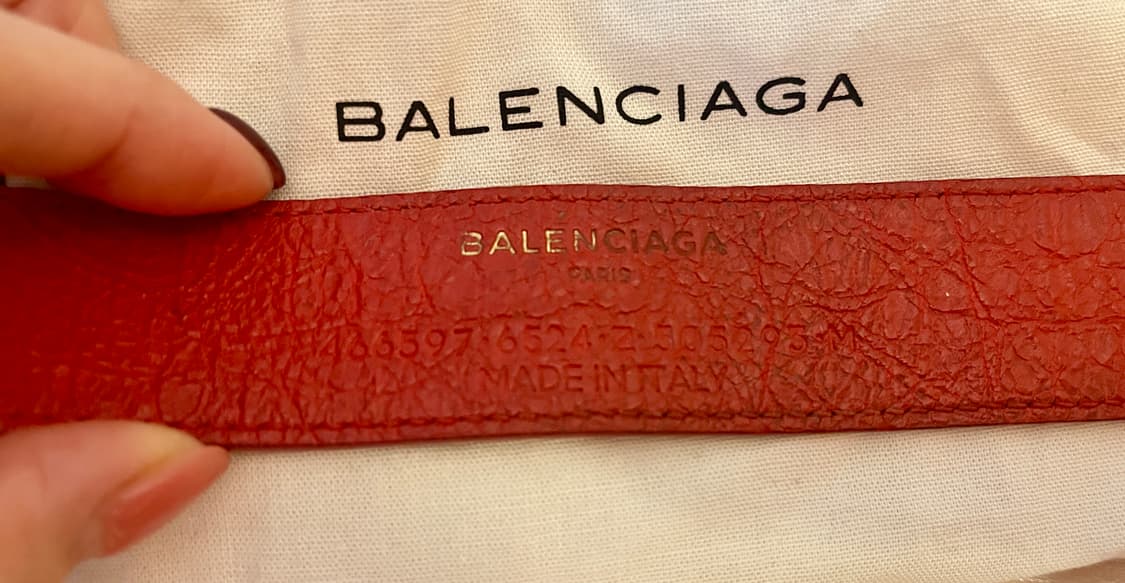 BALENCIAGA
BALENCIAGA
PARIS
466597·6524·Z·305293·M
MADE IN ITALY